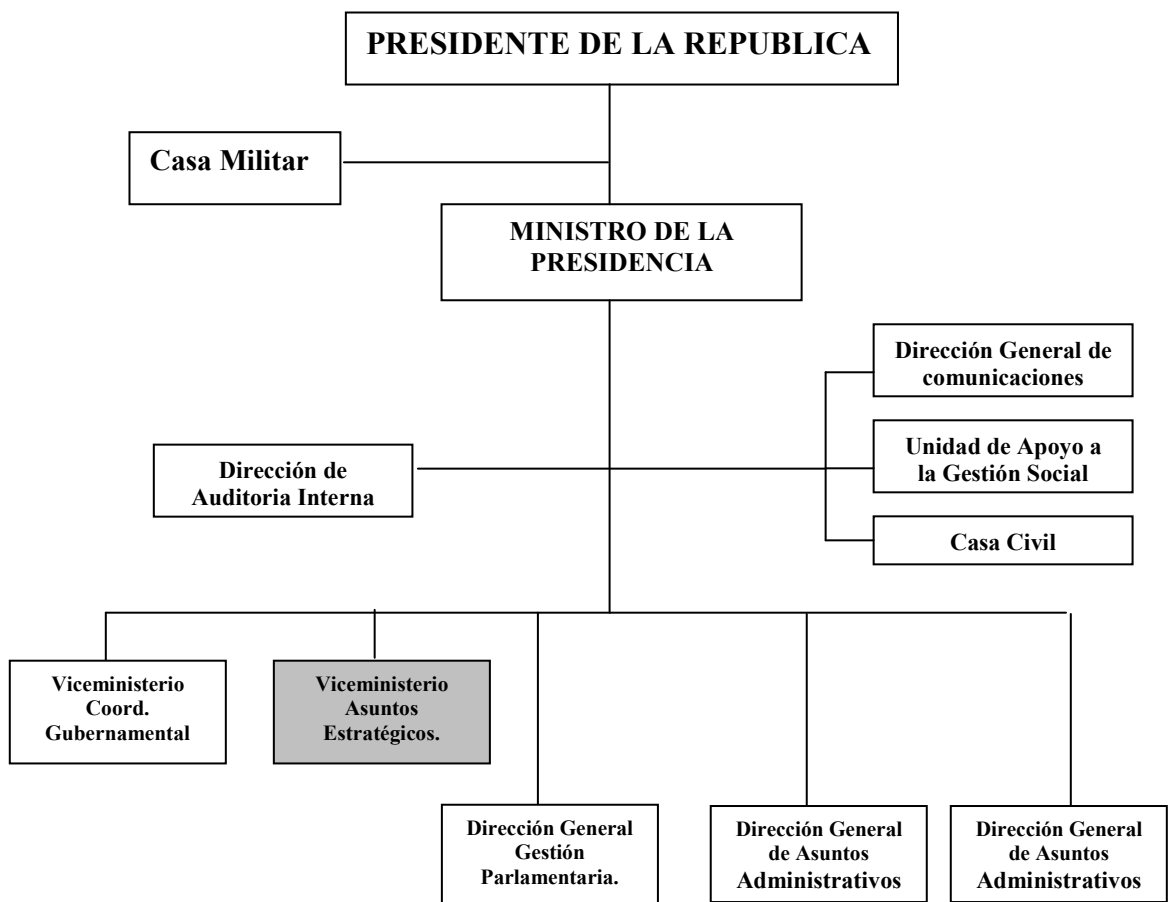 PRESIDENTE DE LA REPUBLICA
Casa Militar
MINISTRO DE LA
PRESIDENCIA
Dirección General de
comunicaciones
Dirección de
Auditoria Interna
Unidad de Apoyo a
la Gestión Social
Casa Civil
Viceministerio
Coord.
Gubernamental
Viceministerio
Asuntos
Estratégicos.
Dirección General
Gestión
Parlamentaria.
Dirección General
de Asuntos
Administrativos
Dirección General
de Asuntos
Administrativos